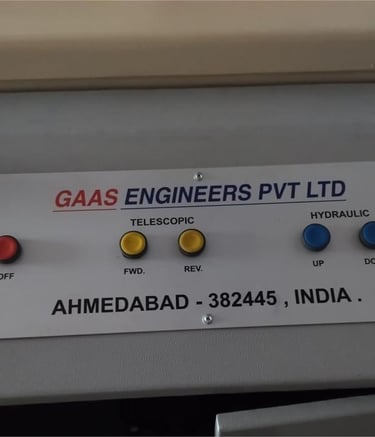 GAAS ENGINEERS PVT LTD
TELESCOPIC
HYDRAULIC
OFF
FWD.
REV.
UP
AHMEDABAD - 382445 , INDIA .